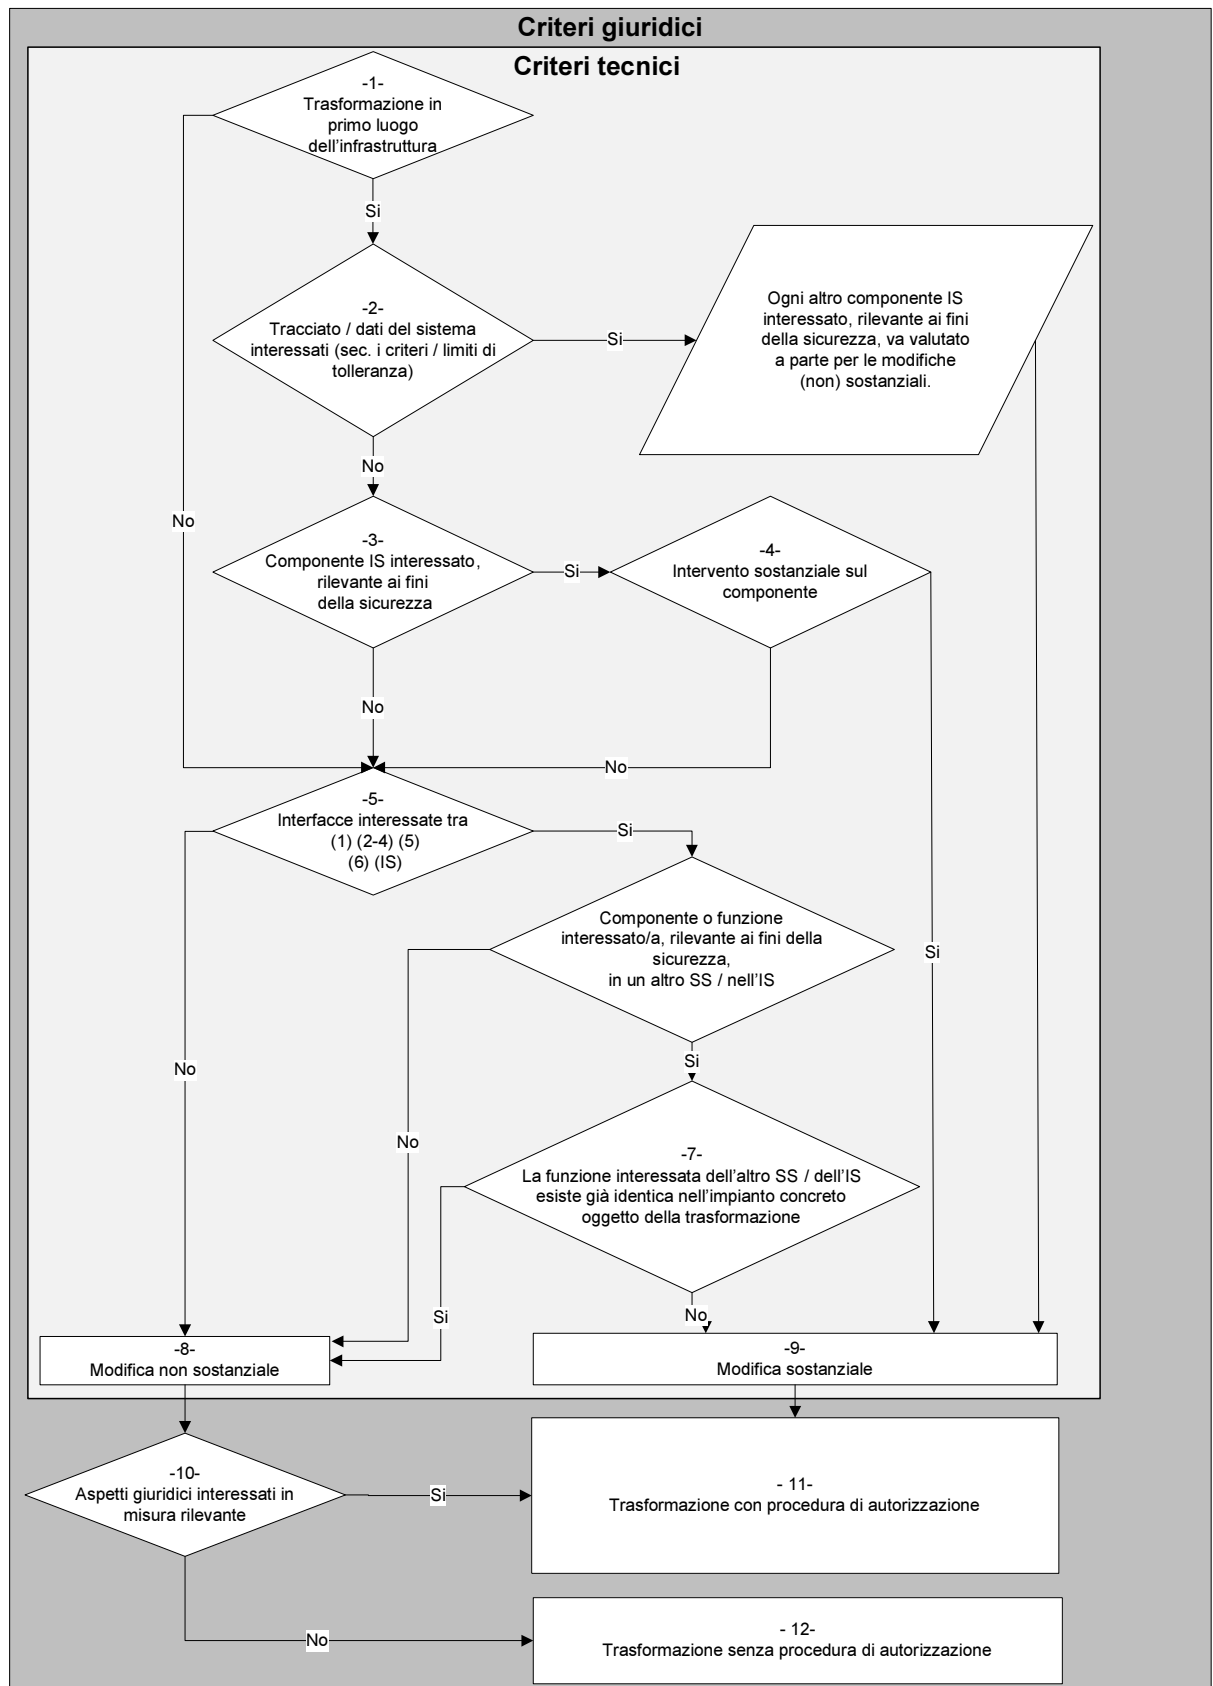 Criteri giuridici
Criteri tecnici
-1-
Trasformazione in
primo luogo
dell'infrastruttura
Si
-2-
Tracciato / dati del sistema
interessati (sec. i criteri / limiti di
tolleranza)
Si
Ogni altro componente IS
interessato, rilevante ai fini
della sicurezza, va valutato
a parte per le modifiche
(non) sostanziali.
No
No
-3-
Componente IS interessato,
rilevante ai fini
della sicurezza
Si
-4-
Intervento sostanziale sul
componente
No
No
-5-
Interfacce interessate tra
(1) (2-4) (5)
(6) (IS)
Si
Componente o funzione
interessato/a, rilevante ai fini della
sicurezza,
in un altro SS / nell'IS
Si
No
Si
No
-7-
La funzione interessata dell'altro SS / dell'IS
esiste già identica nell'impianto concreto
oggetto della trasformazione
Si
No
-8-
Modifica non sostanziale
-9-
Modifica sostanziale
-10-
Aspetti giuridici interessati in
misura rilevante
Si
- 11-
Trasformazione con procedura di autorizzazione
No
- 12-
Trasformazione senza procedura di autorizzazione